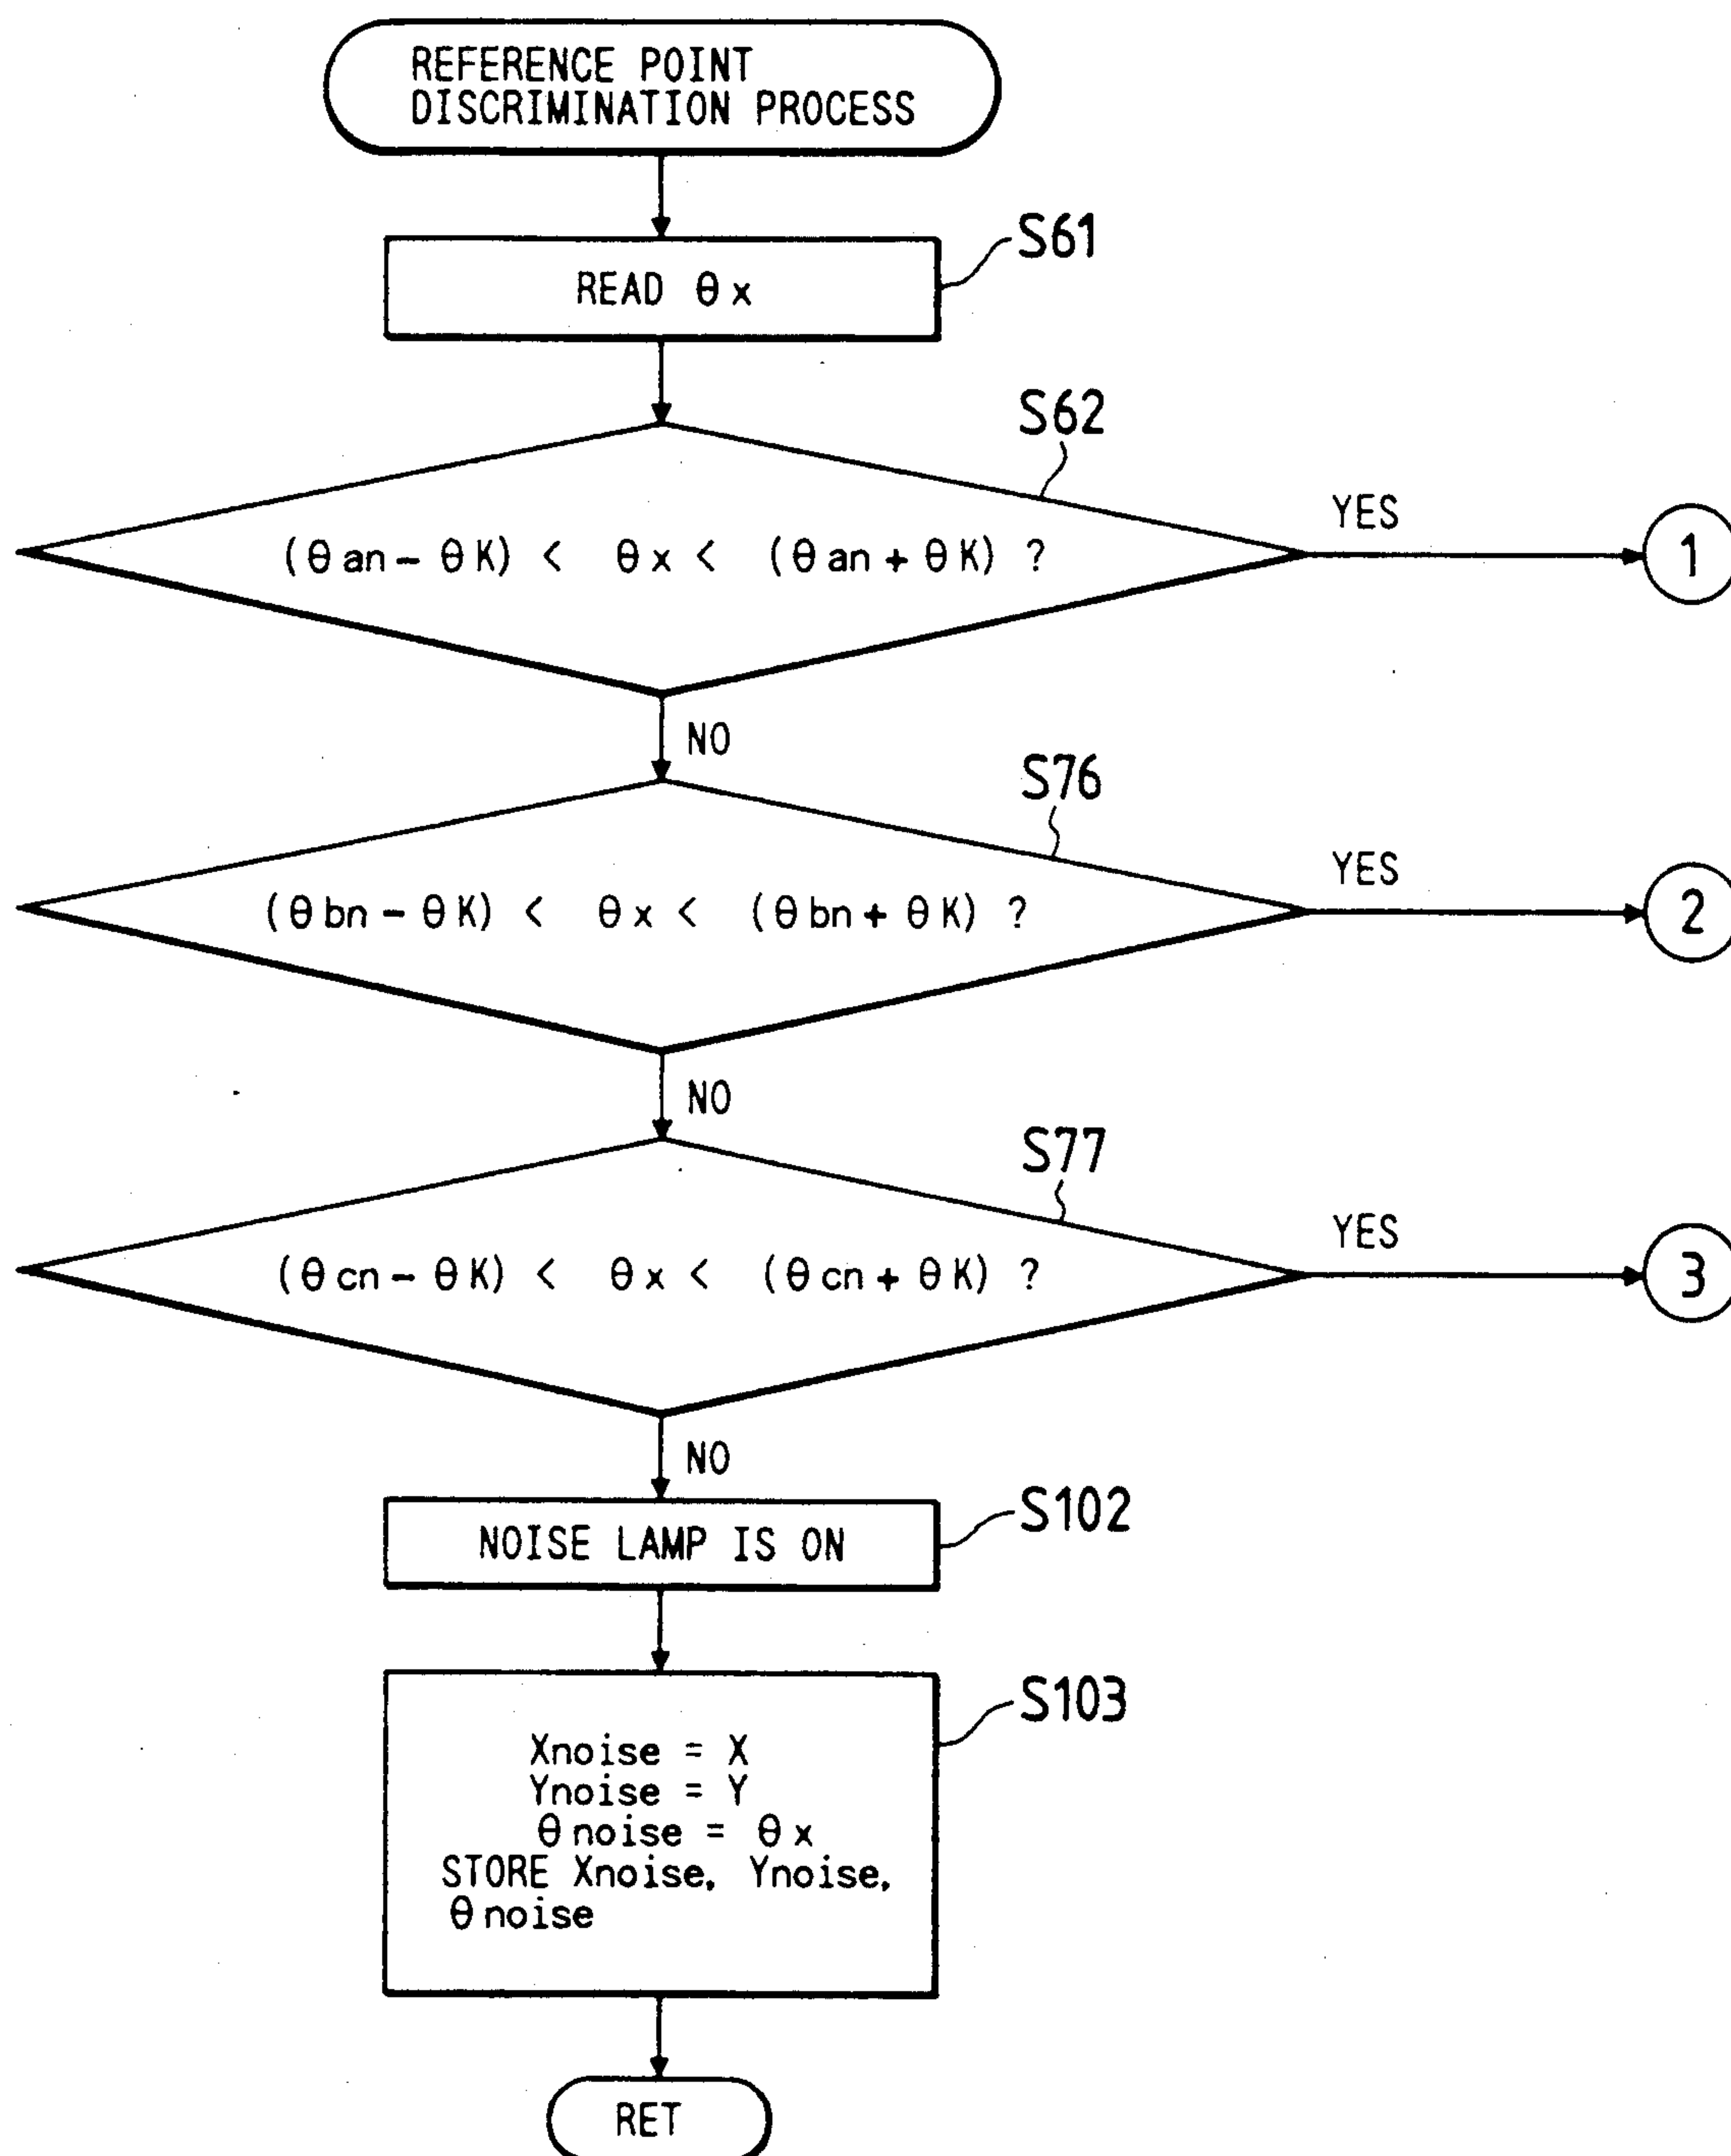 REFERENCE POINT
DISCRIMINATION PROCESS
S61
READ θx
S62
(θan - θK) < θx < (θan + θK) ?
YES
1
NO
S76
(θbn - θK) < θx < (θbn + θK) ?
YES
2
NO
S77
(θcn - θK) < θx < (θcn + θK) ?
YES
3
NO
S102
NOISE LAMP IS ON
S103
Xnoise = X
Ynoise = Y
θnoise = θx
STORE Xnoise, Ynoise,
θnoise
RET